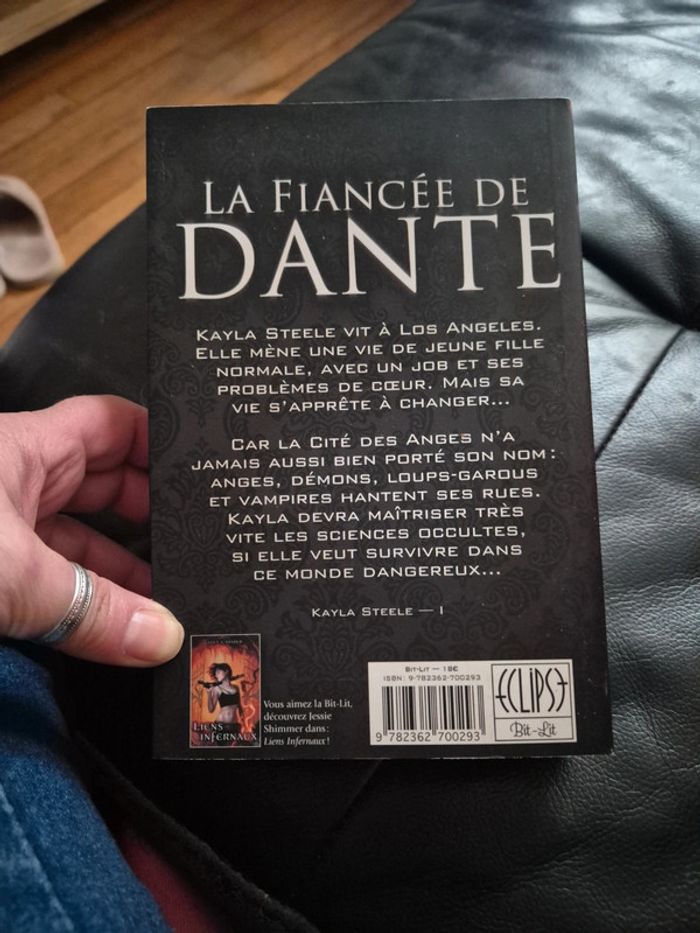 LA FIANCÉE DE
DANTE
KAYLA STEELE VIT À LOS ANGELES.
ELLE MÈNE UNE VIE DE JEUNE FILLE
NORMALE, AVEC UN JOB ET SES
PROBLÈMES DE CŒUR. MAIS SA
VIE S'APPRÊTE À CHANGER...
CAR LA CITÉ DES ANGES N'A
JAMAIS AUSSI BIEN PORTÉ SON NOM :
ANGES, DÉMONS, LOUPS-GAROUS
ET VAMPIRES HANTENT SES RUES.
KAYLA DEVRA MAÎTRISER TRÈS
VITE LES SCIENCES OCCULTES,
SI ELLE VEUT SURVIVRE DANS
CE MONDE DANGEREUX...
KAYLA STEELE — I
LIENS
INFERNAUX
Vous aimez la Bit-Lit,
découvrez Jessie
Shimmer dans :
Liens Infernaux !
BIT-LIT — 18€
ISBN: 9-782362-700293
9 782362 700293
ECLIPSE
Bit-Lit